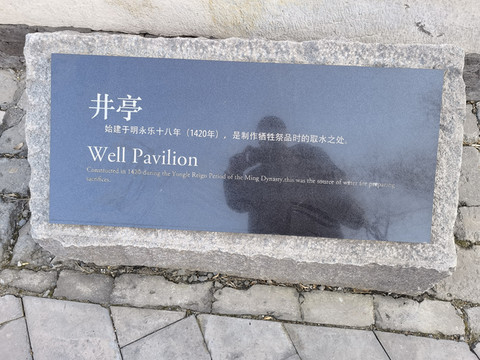 井亭
始建于明永乐十八年（1420年），是制作牺牲祭品时的取水之处。
Well Pavilion
Constructed in 1420 during the Yongle Reign Period of the Ming Dynasty, this was the source of water for preparing
sacrifices.